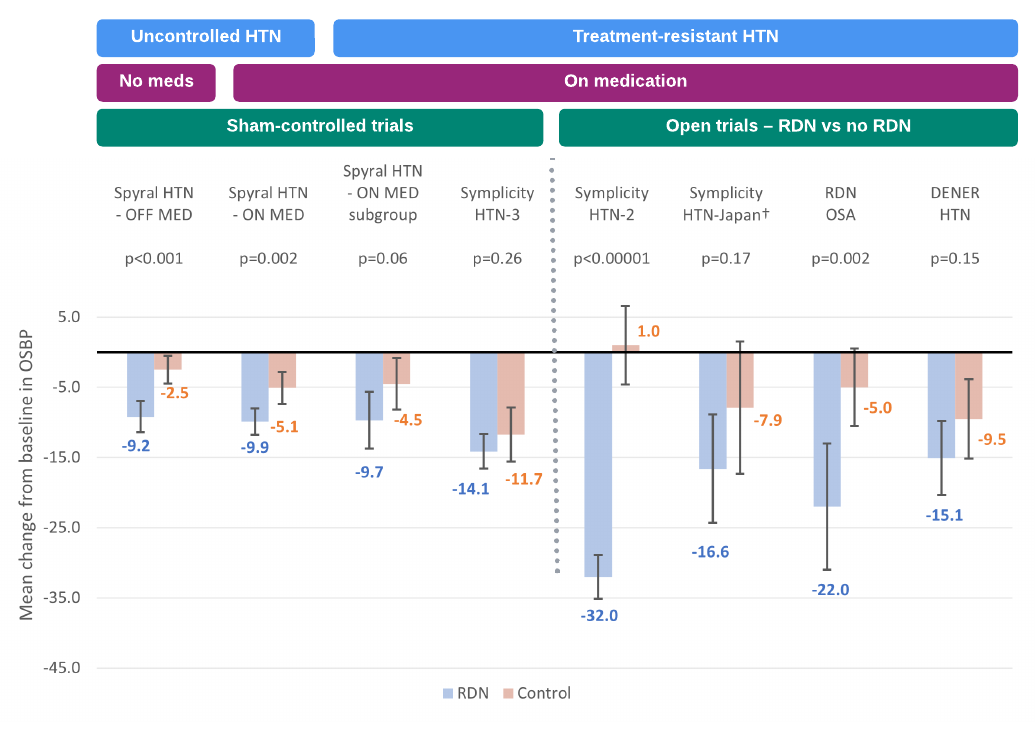 Uncontrolled HTN
Treatment-resistant HTN
No meds
On medication
Sham-controlled trials
Open trials – RDN vs no RDN
Spyral HTN
- OFF MED
Spyral HTN
- ON MED
Spyral HTN
- ON MED
subgroup
Symplicity
HTN-3
Symplicity
HTN-2
Symplicity
HTN-Japan†
RDN
OSA
DENER
HTN
p<0.001
p=0.002
p=0.06
p=0.26
p<0.00001
p=0.17
p=0.002
p=0.15
Mean change from baseline in OSBP
5.0
-5.0
-15.0
-25.0
-35.0
-45.0
-9.2
-2.5
-9.9
-5.1
-9.7
-4.5
-14.1
-11.7
-32.0
1.0
-16.6
-7.9
-22.0
-5.0
-15.1
-9.5
RDN
Control